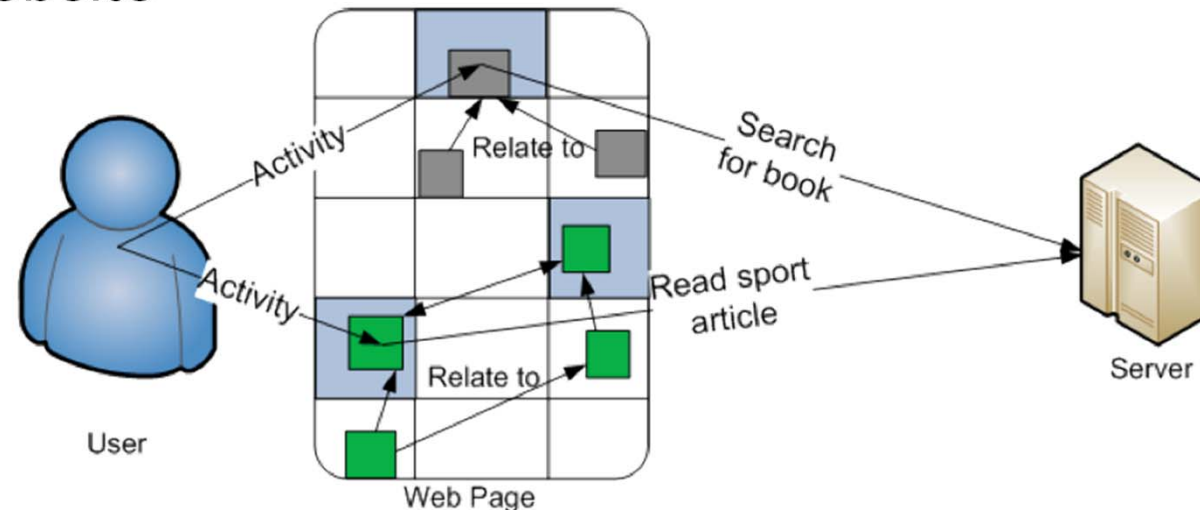 Activity
Relate to
Search
for book
Activity
Read sport
article
Relate to
Server
User
Web Page